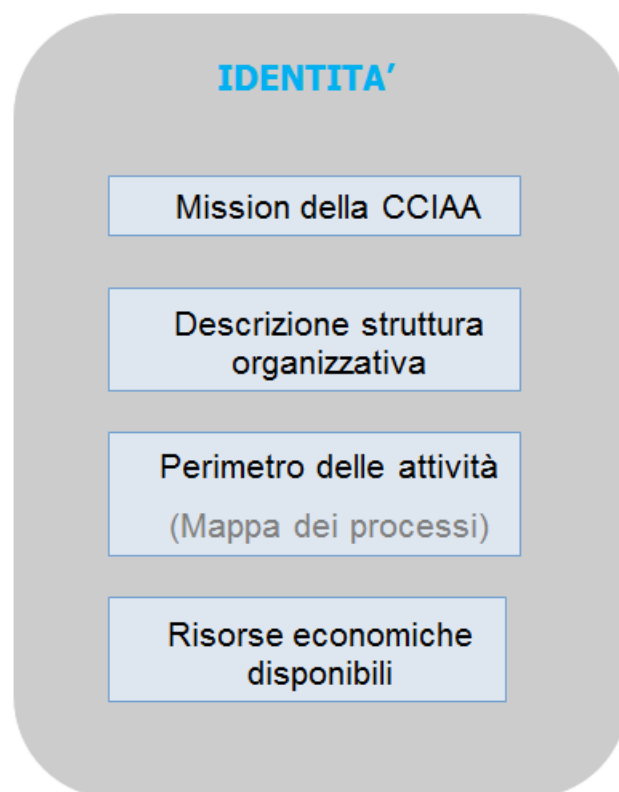 IDENTITA’
Mission della CCIAA
Descrizione struttura
organizzativa
Perimetro delle attività
(Mappa dei processi)
Risorse economiche
disponibili